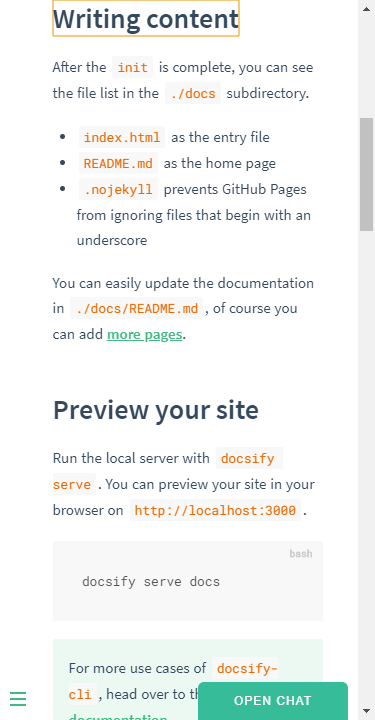 Writing content
After the init is complete, you can see
the file list in the ./docs subdirectory.
index.html as the entry file
README.md as the home page
.nojekyll prevents GitHub Pages
from ignoring files that begin with an
underscore
You can easily update the documentation
in ./docs/README.md , of course you
can add more pages.
Preview your site
Run the local server with docsify
serve . You can preview your site in your
browser on http://localhost:3000 .
bash
docsify serve docs
For more use cases of docsify-
cli , head over to
documentation
OPEN CHAT